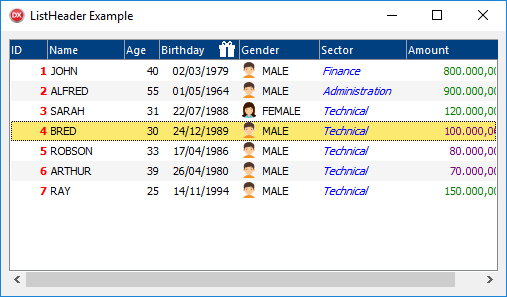 DX ListHeader Example
ID Name Age Birthday Gender Sector Amount
1 JOHN 40 02/03/1979 MALE Finance 800.000,00
2 ALFRED 55 01/05/1964 MALE Administration 900.000,00
3 SARAH 31 22/07/1988 FEMALE Technical 120.000,00
4 BRED 30 24/12/1989 MALE Technical 100.000,00
5 ROBSON 33 17/04/1986 MALE Technical 80.000,00
6 ARTHUR 39 26/04/1980 MALE Technical 70.000,00
7 RAY 25 14/11/1994 MALE Technical 150.000,00